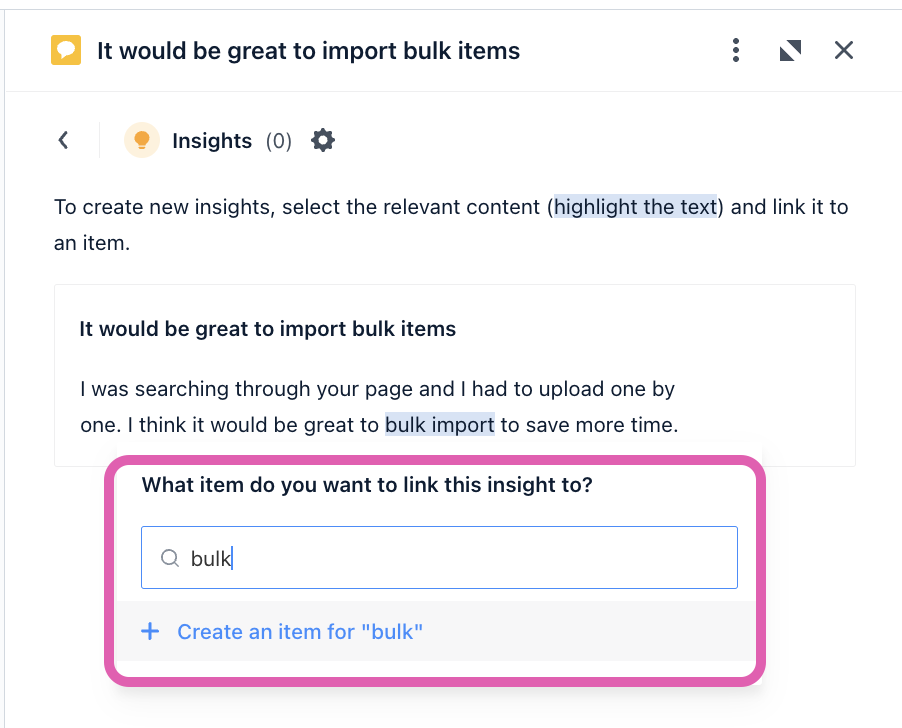 It would be great to import bulk items
Insights (0)
To create new insights, select the relevant content (highlight the text) and link it to
an item.
It would be great to import bulk items
I was searching through your page and I had to upload one by
one. I think it would be great to bulk import to save more time.
What item do you want to link this insight to?
bulk
+ Create an item for "bulk"